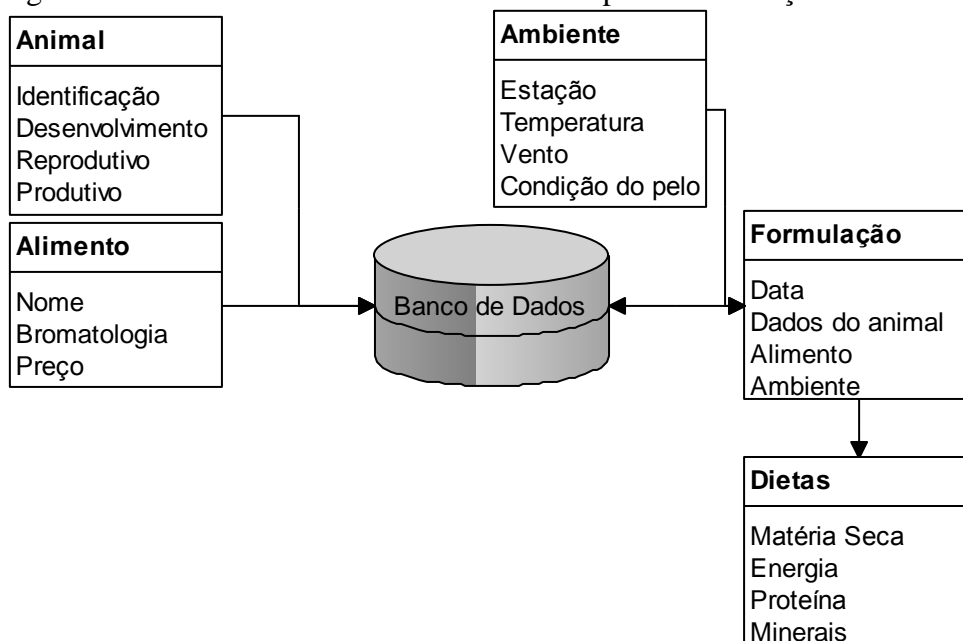 Animal
Identificação
Desenvolvimento
Reprodutivo
Produtivo
Alimento
Nome
Bromatologia
Preço
Banco de Dados
Ambiente
Estação
Temperatura
Vento
Condição do pelo
Formulação
Data
Dados do animal
Alimento
Ambiente
Dietas
Matéria Seca
Energia
Proteína
Minerais